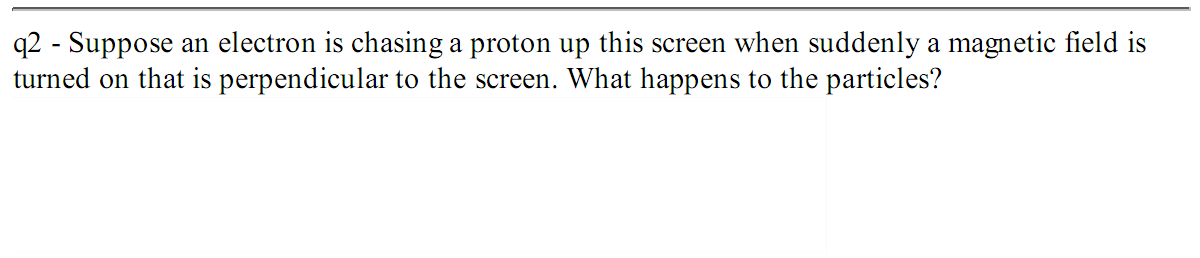 q2 - Suppose an electron is chasing a proton up this screen when suddenly a magnetic field is
turned on that is perpendicular to the screen. What happens to the particles?